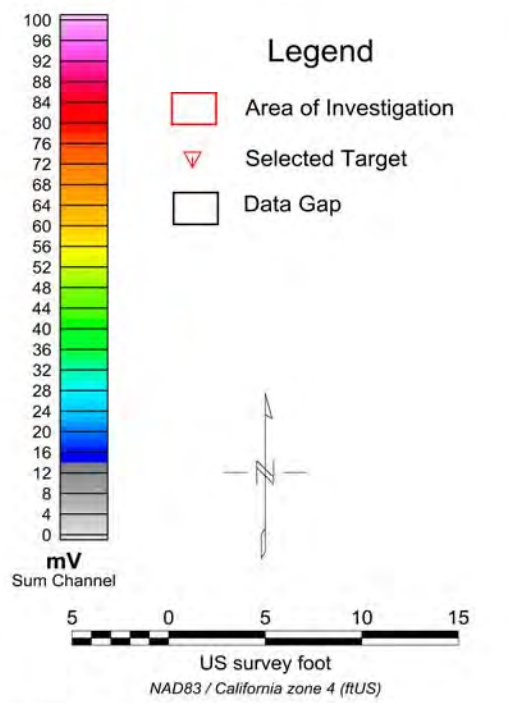 100
96
92
88
84
80
76
72
68
64
60
56
52
48
44
40
36
32
28
24
20
16
12
8
4
0
mV
Sum Channel
Legend
Area of Investigation
Selected Target
Data Gap
N
5 0 5 10 15
US survey foot
NAD83 / California zone 4 (ftUS)